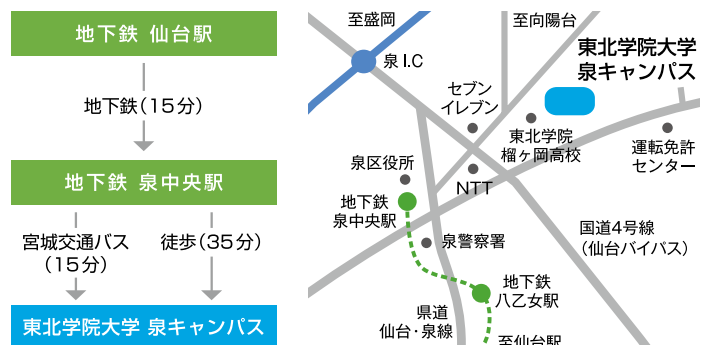 地下鉄 仙台駅
地下鉄(15分)
地下鉄 泉中央駅
宮城交通バス
(15分)
徒歩(35分)
東北学院大学 泉キャンパス
至盛岡
至向陽台
泉I.C
東北学院大学
泉キャンパス
セブン
イレブン
東北学院
榴ヶ岡高校
運転免許
センター
泉区役所
NTT
地下鉄
泉中央駅
泉警察署
国道4号線
(仙台バイパス)
地下鉄
八乙女駅
県道
仙台・泉線
至仙台駅